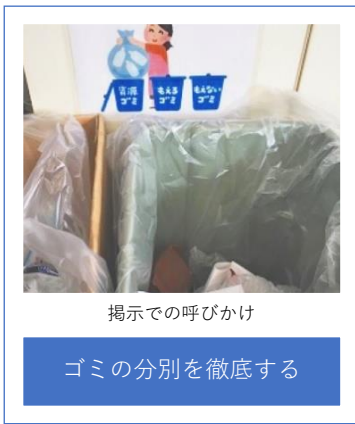 資源
ゴミ
もえる
ゴミ
もえない
ゴミ
掲示での呼びかけ
ゴミの分別を徹底する